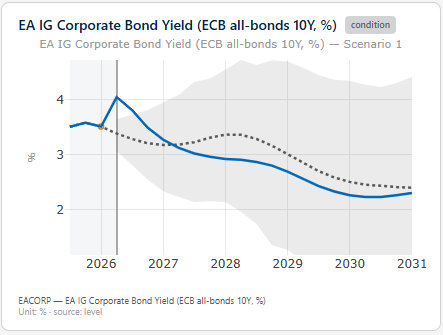 EA IG Corporate Bond Yield (ECB all-bonds 10Y, %) condition
EA IG Corporate Bond Yield (ECB all-bonds 10Y, %) — Scenario 1
4
3
2
%
2026 2027 2028 2029 2030 2031
EACORP — EA IG Corporate Bond Yield (ECB all-bonds 10Y, %)
Unit: % · source: level